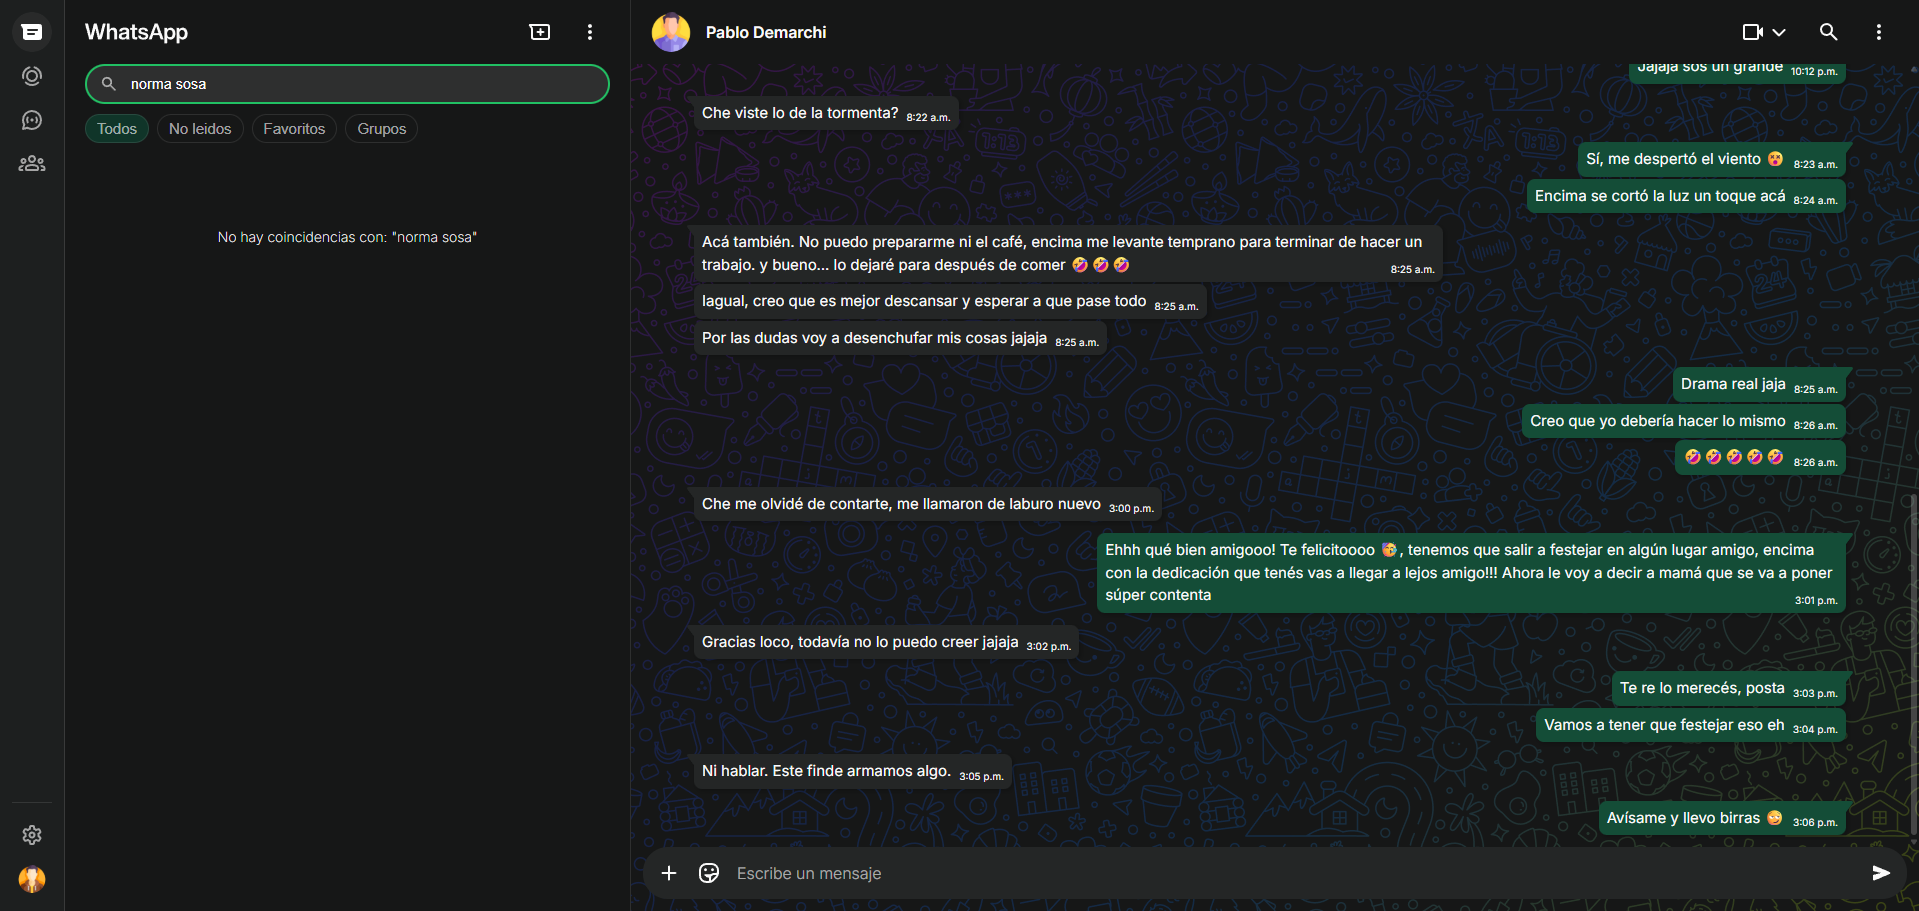 WhatsApp
norma sosa
Todos
No leidos
Favoritos
Grupos
No hay coincidencias con: "norma sosa"
Pablo Demarchi
Jajaja sos un grande 10:12 p.m.
Che viste lo de la tormenta? 8:22 a.m.
Sí, me despertó el viento 😵 8:23 a.m.
Encima se cortó la luz un toque acá 8:24 a.m.
Acá también. No puedo prepararme ni el café, encima me levante temprano para terminar de hacer un
trabajo. y bueno... lo dejaré para después de comer 🤣🤣🤣 8:25 a.m.
Iagual, creo que es mejor descansar y esperar a que pase todo 8:25 a.m.
Por las dudas voy a desenchufar mis cosas jajaja 8:25 a.m.
Drama real jaja 8:25 a.m.
Creo que yo debería hacer lo mismo 8:26 a.m.
🤣🤣🤣🤣🤣 8:26 a.m.
Che me olvidé de contarte, me llamaron de laburo nuevo 3:00 p.m.
Ehhh qué bien amigooo! Te felicitoooo 🥳, tenemos que salir a festejar en algún lugar amigo, encima
con la dedicación que tenés vas a llegar a lejos amigo!!! Ahora le voy a decir a mamá que se va a poner
súper contenta 3:01 p.m.
Gracias loco, todavía no lo puedo creer jajaja 3:02 p.m.
Te re lo merecés, posta 3:03 p.m.
Vamos a tener que festejar eso eh 3:04 p.m.
Ni hablar. Este finde armamos algo. 3:05 p.m.
Avísame y llevo birras 😜 3:06 p.m.
Escribe un mensaje